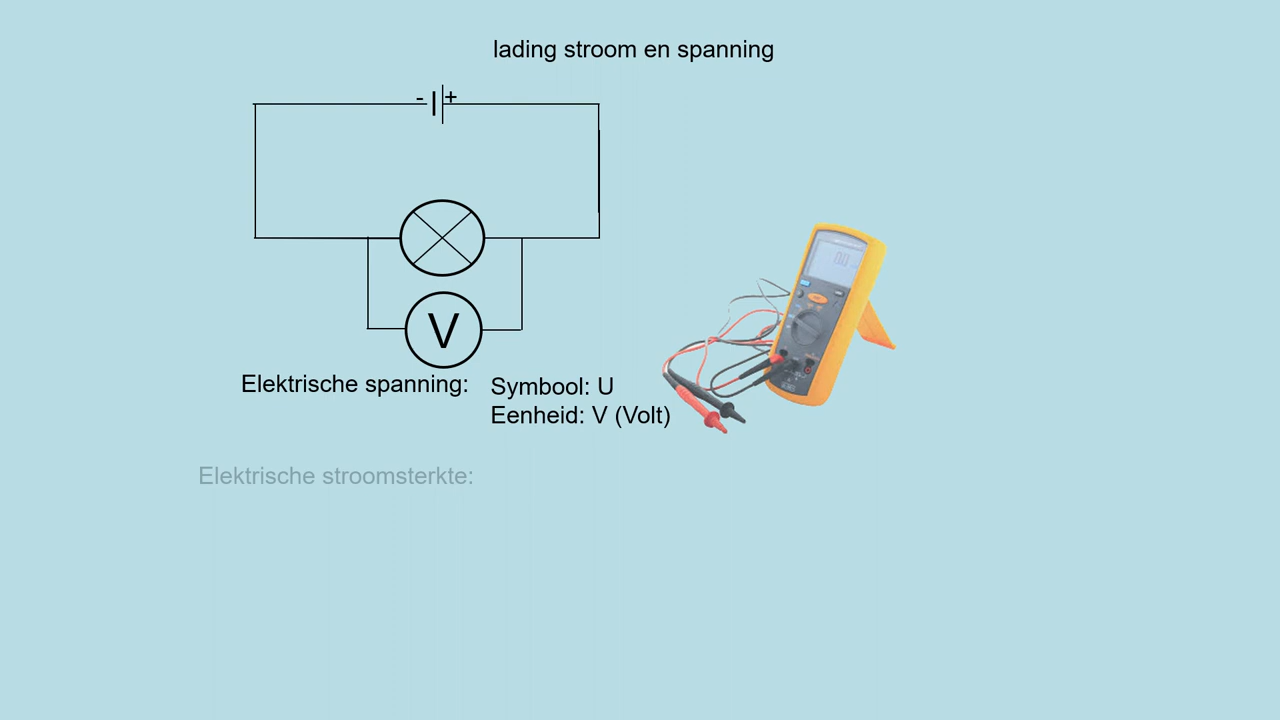 lading stroom en spanning
- +
V
Elektrische spanning:
Symbool: U
Eenheid: V (Volt)
Elektrische stroomsterkte: